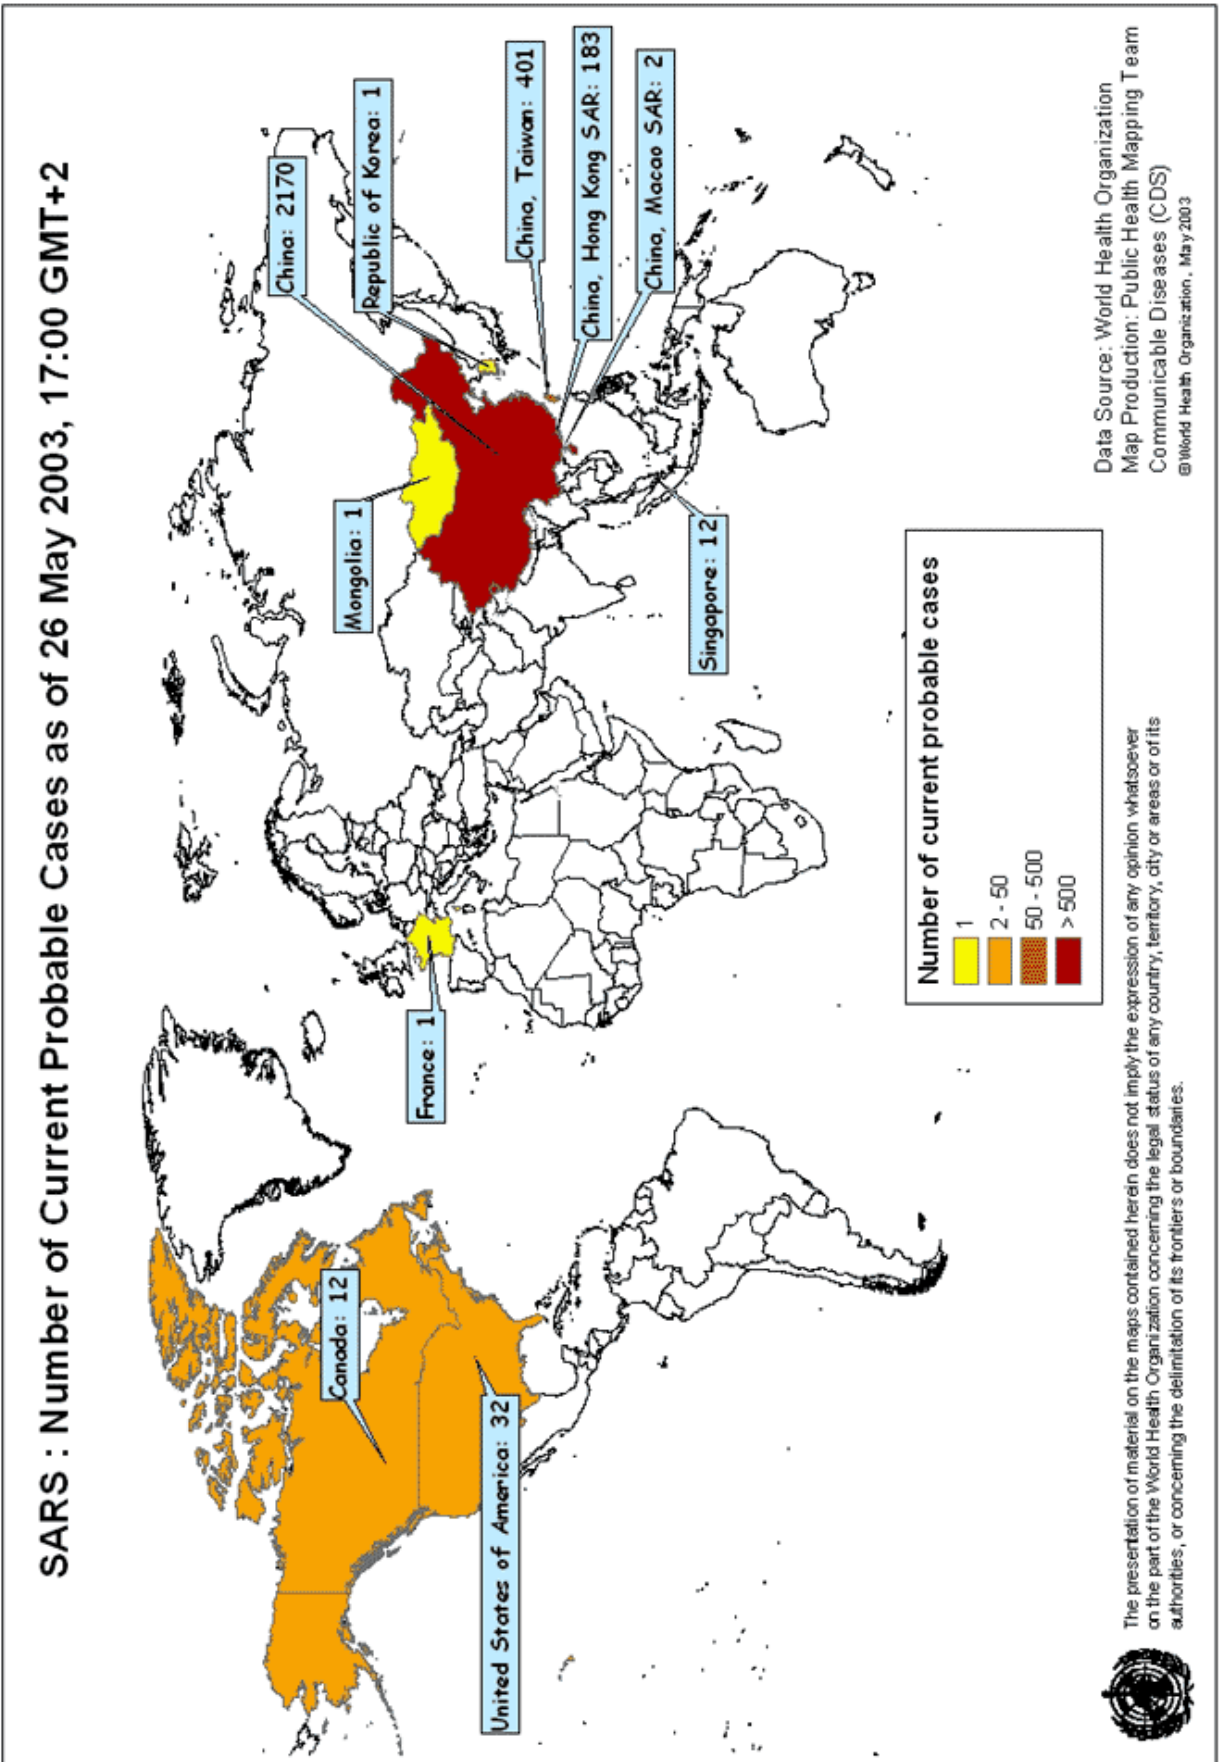 SARS : Number of Current Probable Cases as of 26 May 2003, 17:00 GMT+2
China: 2170
Republic of Korea: 1
Mongolia: 1
China, Taiwan: 401
China, Hong Kong SAR: 183
China, Macao SAR: 2
Singapore: 12
France: 1
Canada: 12
United States of America: 32
Number of current probable cases
1
2 - 50
50 - 500
> 500
Data Source: World Health Organization
Map Production: Public Health Mapping Team
Communicable Diseases (CDS)
©World Health Organization, May 2003
The presentation of material on the maps contained herein does not imply the expression of any opinion whatsoever
on the part of the World Health Organization concerning the legal status of any country, territory, city or areas or of its
authorities, or concerning the delimitation of its frontiers or boundaries.